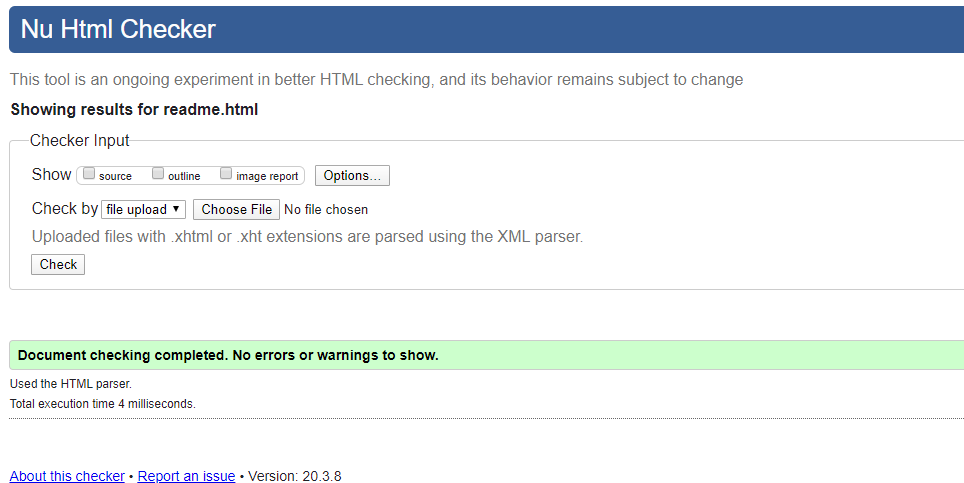 Nu Html Checker
This tool is an ongoing experiment in better HTML checking, and its behavior remains subject to change
Showing results for readme.html
Checker Input
Show source outline image report Options...
Check by file upload Choose File No file chosen
Uploaded files with .xhtml or .xht extensions are parsed using the XML parser.
Check
Document checking completed. No errors or warnings to show.
Used the HTML parser.
Total execution time 4 milliseconds.
About this checker • Report an issue • Version: 20.3.8